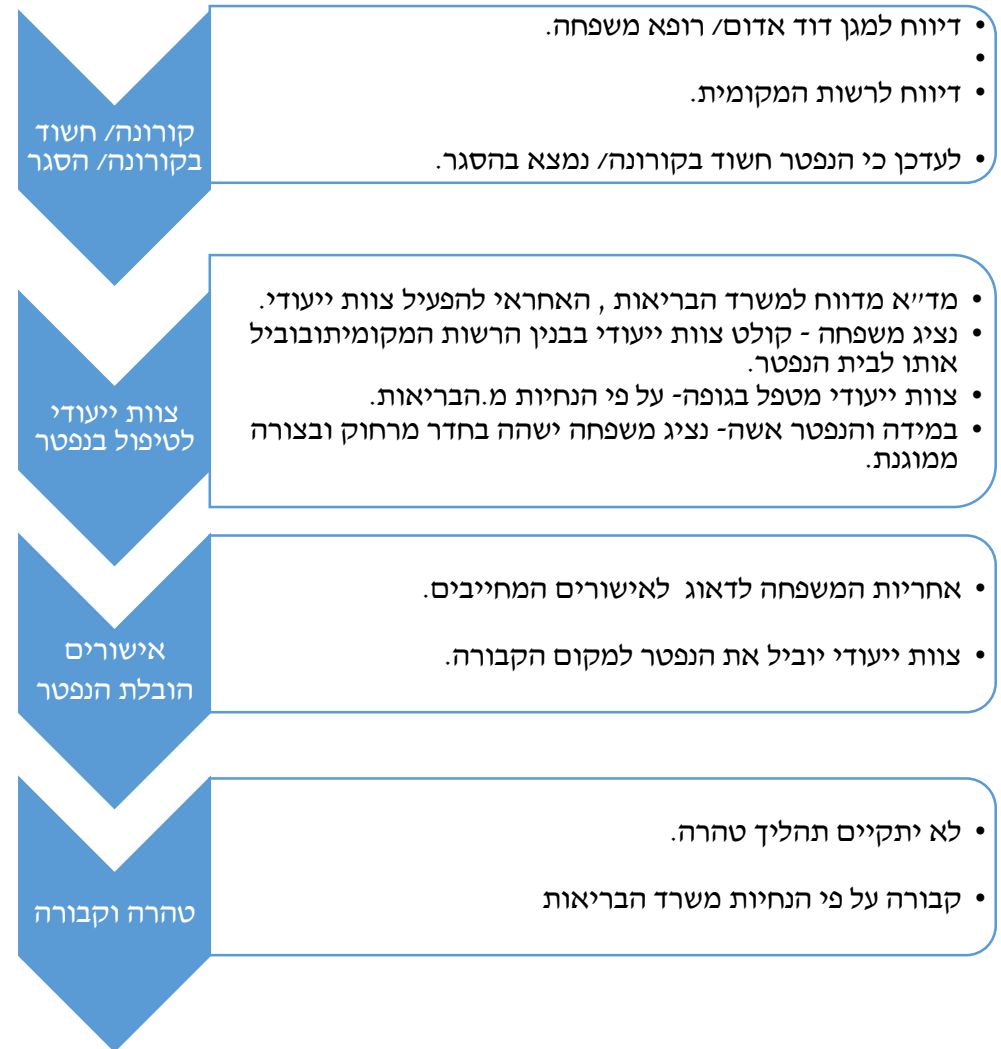 קורונה/ חשוד
בקורונה/ הסגר
• דיווח למגן דוד אדום/ רופא משפחה.
•
• דיווח לרשות המקומית.
• לעדכן כי הנפטר חשוד בקורונה/ נמצא בהסגר.
צוות ייעודי
לטיפול בנפטר
• מד״א מדווח למשרד הבריאות , האחראי להפעיל צוות ייעודי.
• נציג משפחה - קולט צוות ייעודי בבנין הרשות המקומיתובוביל
אותו לבית הנפטר.
• צוות ייעודי מטפל בגופה- על פי הנחיות מ.הבריאות.
• במידה והנפטר אשה- נציג משפחה ישהה בחדר מרחוק ובצורה
ממוגנת.
אישורים
הובלת הנפטר
• אחריות המשפחה לדאוג לאישורים המחייבים.
• צוות ייעודי יוביל את הנפטר למקום הקבורה.
טהרה וקבורה
• לא יתקיים תהליך טהרה.
• קבורה על פי הנחיות משרד הבריאות